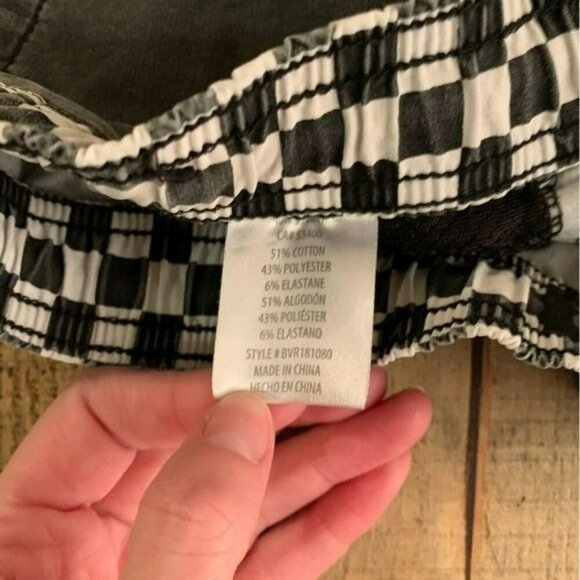 CA# 53400
51% COTTON
43% POLYESTER
6% ELASTANE
51% ALGODÓN
43% POLIÉSTER
6% ELASTANO
STYLE # BVR181080
MADE IN CHINA
HECHO EN CHINA